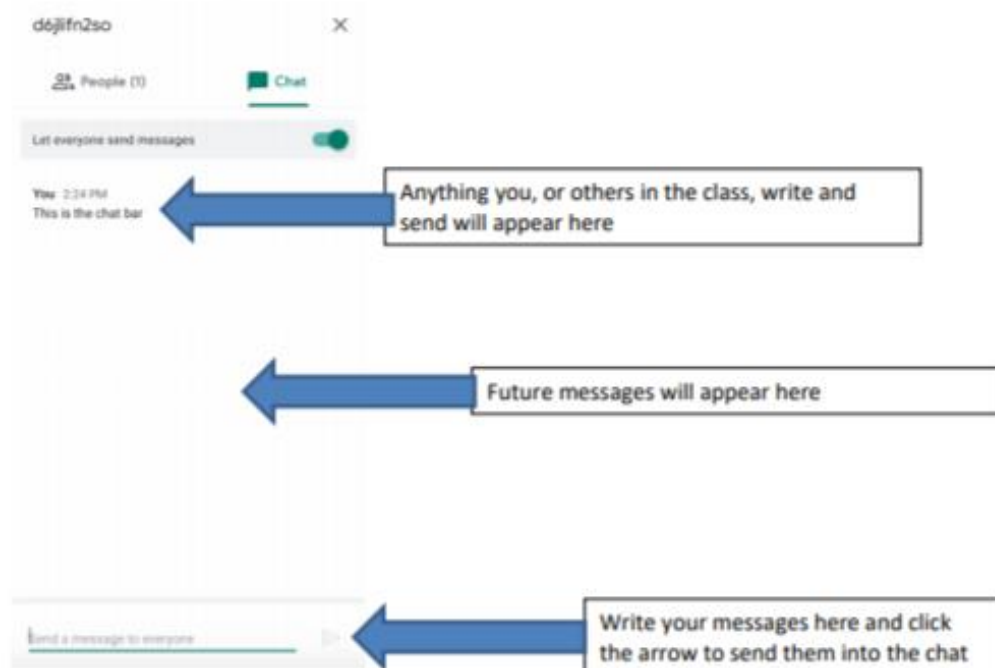 d6jlifn2so
People (1)
Chat
Let everyone send messages
You 2:24 PM
This is the chat bar
Anything you, or others in the class, write and
send will appear here
Future messages will appear here
Send a message to everyone
Write your messages here and click
the arrow to send them into the chat